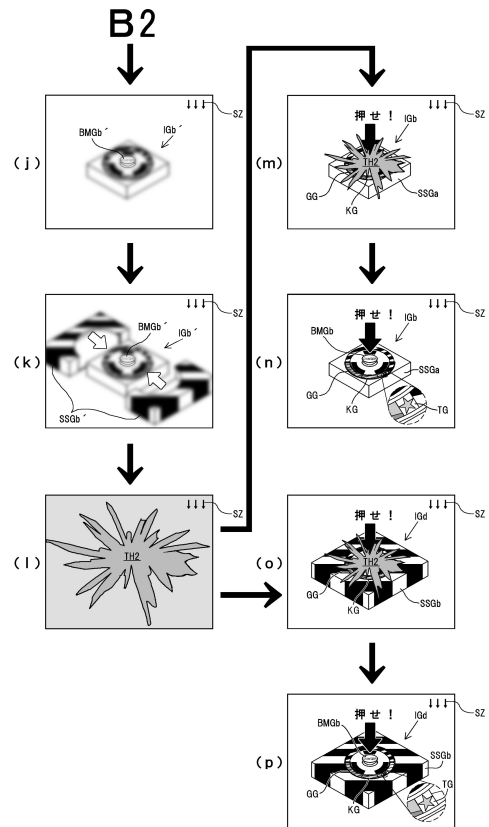 B2
(j)
↓↓↓ SZ
BMGb´
IGb´
(k)
↓↓↓ SZ
BMGb´
IGb´
SSGb´
(l)
↓↓↓ SZ
TH2
(m)
↓↓↓ SZ
押せ!
IGb
TH2
GG
KG
SSGa
(n)
↓↓↓ SZ
押せ!
IGb
BMGb
SSGa
GG
KG
TG
(o)
↓↓↓ SZ
押せ!
IGd
TH2
GG
KG
SSGb
(p)
↓↓↓ SZ
押せ!
IGd
BMGb
SSGb
TG
GG
KG